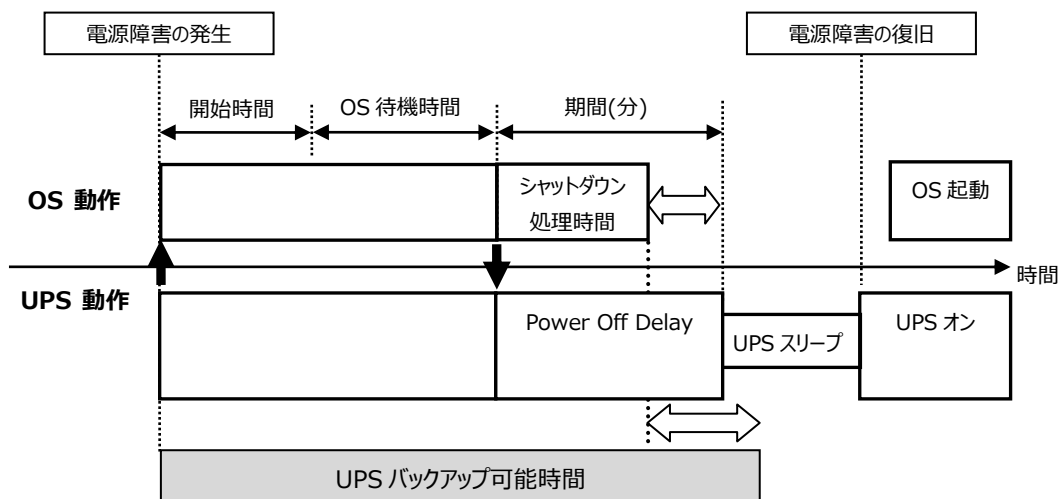 電源障害の発生
電源障害の復旧
開始時間
OS 待機時間
期間(分)
OS 動作
シャットダウン
処理時間
OS 起動
時間
UPS 動作
Power Off Delay
UPS スリープ
UPS オン
UPS バックアップ可能時間